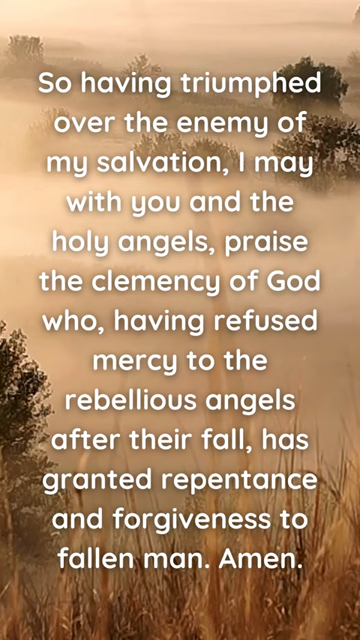 So having triumphed
over the enemy of
my salvation, I may
with you and the
holy angels, praise
the clemency of God
who, having refused
mercy to the
rebellious angels
after their fall, has
granted repentance
and forgiveness to
fallen man. Amen.